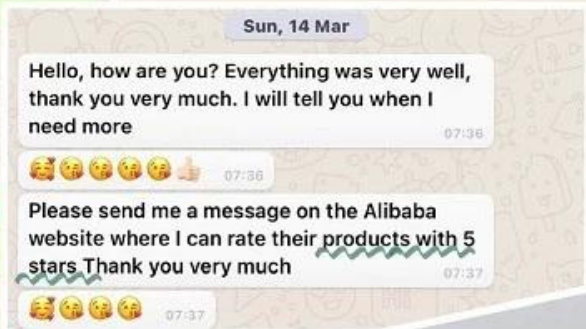 Sun, 14 Mar
Hello, how are you? Everything was very well,
thank you very much. I will tell you when I
need more
07:36
🥰😘😘😘😘👍🏻 07:36
Please send me a message on the Alibaba
website where I can rate their products with 5
stars Thank you very much
07:37
🥰😘😘😘 07:37